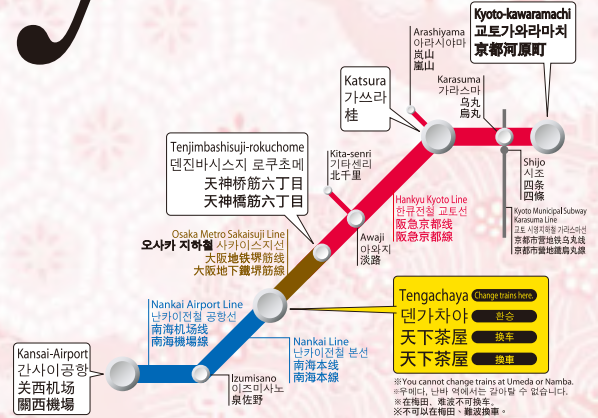 Kyoto-kawaramachi
교토가와라마치
京都河原町
Arashiyama
아라시야마
岚山
嵐山
Karasuma
가라스마
乌丸
烏丸
Katsura
가쓰라
桂
Tenjimbashisuji-rokuchome
덴진바시스지 로쿠초메
天神桥筋六丁目
天神橋筋六丁目
Kita-senri
기타센리
北千里
Shijo
시조
四条
四條
Kyoto Municipal Subway
Karasuma Line
교토 시영지하철 가라스마선
京都市营地铁乌丸线
京都市營地鐵烏丸線
Hankyu Kyoto Line
한큐전철 교토선
阪急京都线
阪急京都線
Awaji
아와지
淡路
Osaka Metro Sakaisuji Line
오사카 지하철 사카이스지선
大阪地铁堺筋线
大阪地下鐵堺筋線
Tengachaya Change trains here.
덴가차야 환승
天下茶屋 换车
天下茶屋 換車
Nankai Airport Line
난카이전철 공항선
南海机场线
南海機場線
Nankai Line
난카이전철 본선
南海本线
南海本線
Kansai-Airport
간사이공항
关西机场
關西機場
Izumisano
이즈미사노
泉佐野
※You cannot change trains at Umeda or Namba.
※우메다, 난바 역에서는 갈아탈 수 없습니다.
※在梅田、难波不可换车。
※不可以在梅田、難波換車。